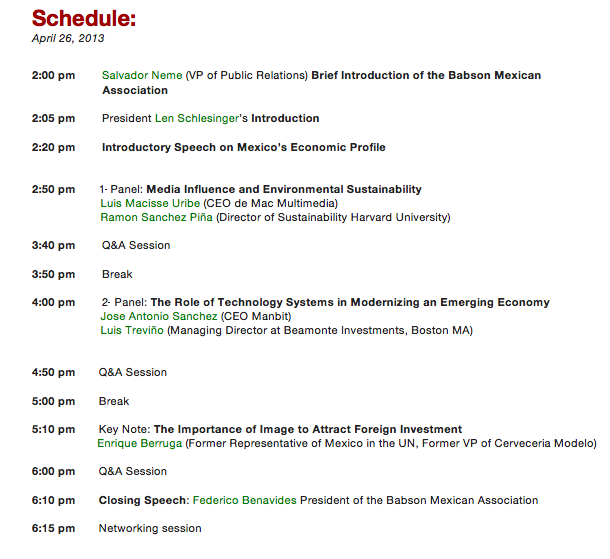 Schedule:
April 26, 2013
2:00 pm Salvador Neme (VP of Public Relations) Brief Introduction of the Babson Mexican
Association
2:05 pm President Len Schlesinger's Introduction
2:20 pm Introductory Speech on Mexico's Economic Profile
2:50 pm 1- Panel: Media Influence and Environmental Sustainability
Luis Macisse Uribe (CEO de Mac Multimedia)
Ramon Sanchez Piña (Director of Sustainability Harvard University)
3:40 pm Q&A Session
3:50 pm Break
4:00 pm 2- Panel: The Role of Technology Systems in Modernizing an Emerging Economy
Jose Antonio Sanchez (CEO Manbit)
Luis Treviño (Managing Director at Beamonte Investments, Boston MA)
4:50 pm Q&A Session
5:00 pm Break
5:10 pm Key Note: The Importance of Image to Attract Foreign Investment
Enrique Berruga (Former Representative of Mexico in the UN, Former VP of Cerveceria Modelo)
6:00 pm Q&A Session
6:10 pm Closing Speech: Federico Benavides President of the Babson Mexican Association
6:15 pm Networking session